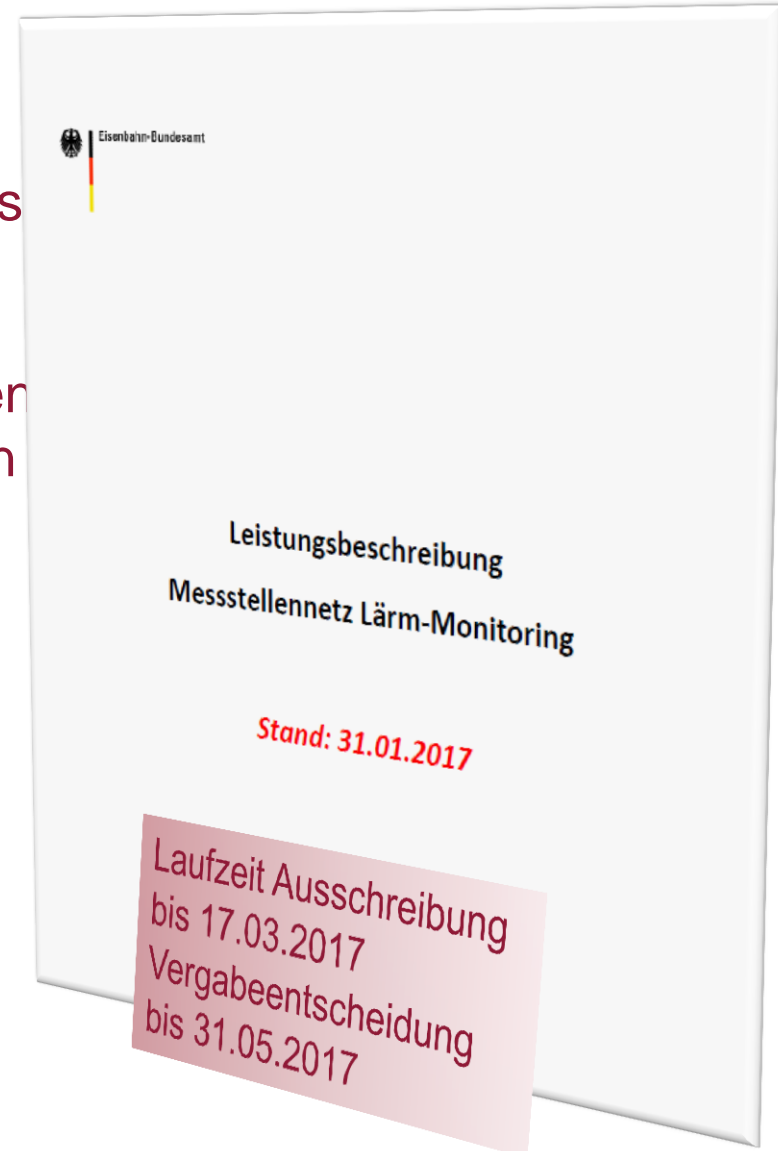 Eisenbahn-Bundesamt
s
en
n
Leistungsbeschreibung
Messstellennetz Lärm-Monitoring
Stand: 31.01.2017
Laufzeit Ausschreibung
bis 17.03.2017
Vergabeentscheidung
bis 31.05.2017